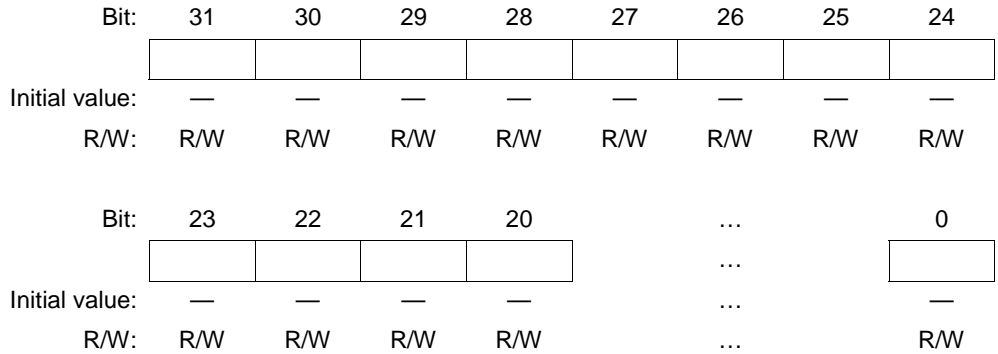 Bit: 31 30 29 28 27 26 25 24
Initial value: — — — — — — — —
R/W: R/W R/W R/W R/W R/W R/W R/W R/W
Bit: 23 22 21 20 … 0
…
Initial value: — — — — … —
R/W: R/W R/W R/W R/W … R/W